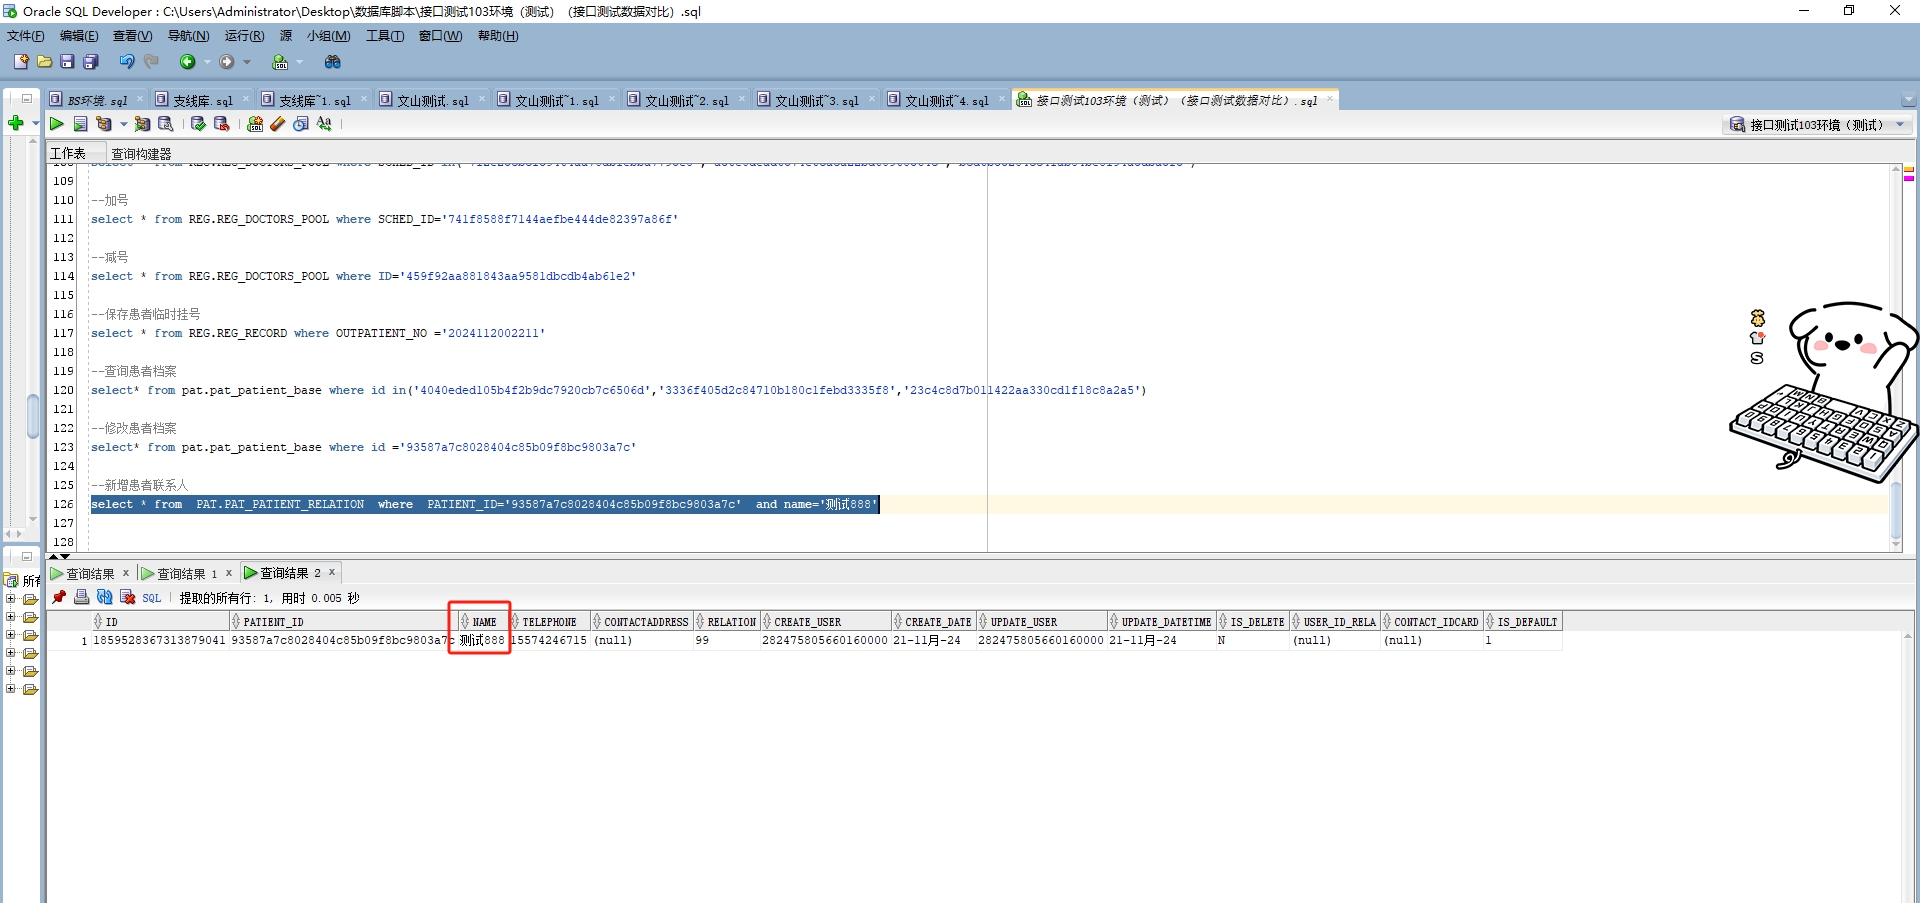 Oracle SQL Developer : C:\Users\Administrator\Desktop\数据库脚本\接口测试103环境（测试）（接口测试数据对比）.sql
文件(F) 编辑(E) 查看(V) 导航(N) 运行(R) 源 小组(M) 工具(T) 窗口(W) 帮助(H)
BS环境.sql 支线库.sql 支线库~1.sql 文山测试.sql 文山测试~1.sql 文山测试~2.sql 文山测试~3.sql 文山测试~4.sql 接口测试103环境（测试）（接口测试数据对比）.sql
接口测试103环境（测试）
工作表 查询构建器
109
110 --加号
111 select * from REG.REG_DOCTORS_POOL where SCHED_ID='741f8588f7144aefbe444de82397a86f'
112
113 --减号
114 select * from REG.REG_DOCTORS_POOL where ID='459f92aa881843aa9581dbcdb4ab61e2'
115
116 --保存患者临时挂号
117 select * from REG.REG_RECORD where OUTPATIENT_NO ='2024112002211'
118
119 --查询患者档案
120 select* from pat.pat_patient_base where id in('4040eded105b4f2b9dc7920cb7c6506d','3336f405d2c84710b180c1febd3335f8','23c4c8d7b011422aa330cd1f18c8a2a5')
121
122 --修改患者档案
123 select* from pat.pat_patient_base where id ='93587a7c8028404c85b09f8bc9803a7c'
124
125 --新增患者联系人
126 select * from PAT.PAT_PATIENT_RELATION where PATIENT_ID='93587a7c8028404c85b09f8bc9803a7c' and name='测试888'
127
128
查询结果 查询结果 1 查询结果 2
所有
SQL 提取的所有行: 1, 用时 0.005 秒
ID PATIENT_ID NAME TELEPHONE CONTACTADDRESS RELATION CREATE_USER CREATE_DATE UPDATE_USER UPDATE_DATETIME IS_DELETE USER_ID_RELA CONTACT_IDCARD IS_DEFAULT
1 1859528367313879041 93587a7c8028404c85b09f8bc9803a7c 测试888 15574246715 (null) 99 282475805660160000 21-11月-24 282475805660160000 21-11月-24 N (null) (null) 1